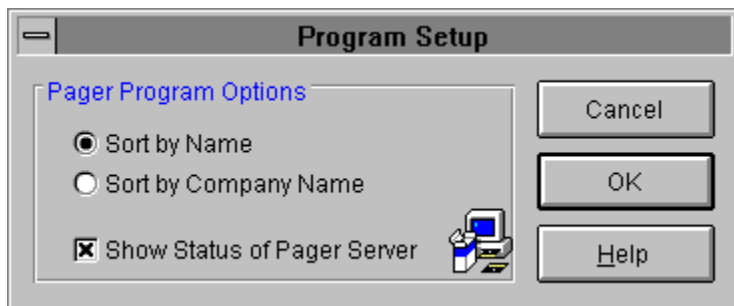 Program Setup
Pager Program Options
Sort by Name
Sort by Company Name
Show Status of Pager Server
Cancel
OK
Help